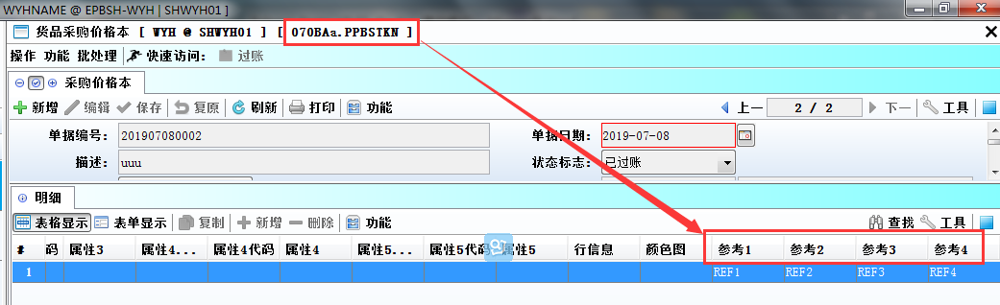 WYHNAME @ EPBSH-WYH | SHWYH01 ]
货品采购价格本 [ WYH @ SHWYH01 ] [ 070BAa.PPBSTKN ]
操作 功能 批处理 快速访问: 过账
采购价格本
新增 编辑 保存 复原 刷新 打印 功能 上一 2 / 2 下一 工具
单据编号: 201907080002 单据日期: 2019-07-08
描述: uuu 状态标志: 已过账
明细
表格显示 表单显示 复制 新增 删除 功能 查找 工具
# 码 属性3 属性4... 属性4代码 属性4 属性5... 属性5代码 属性5 行信息 颜色图 参考1 参考2 参考3 参考4
1 REF1 REF2 REF3 REF4